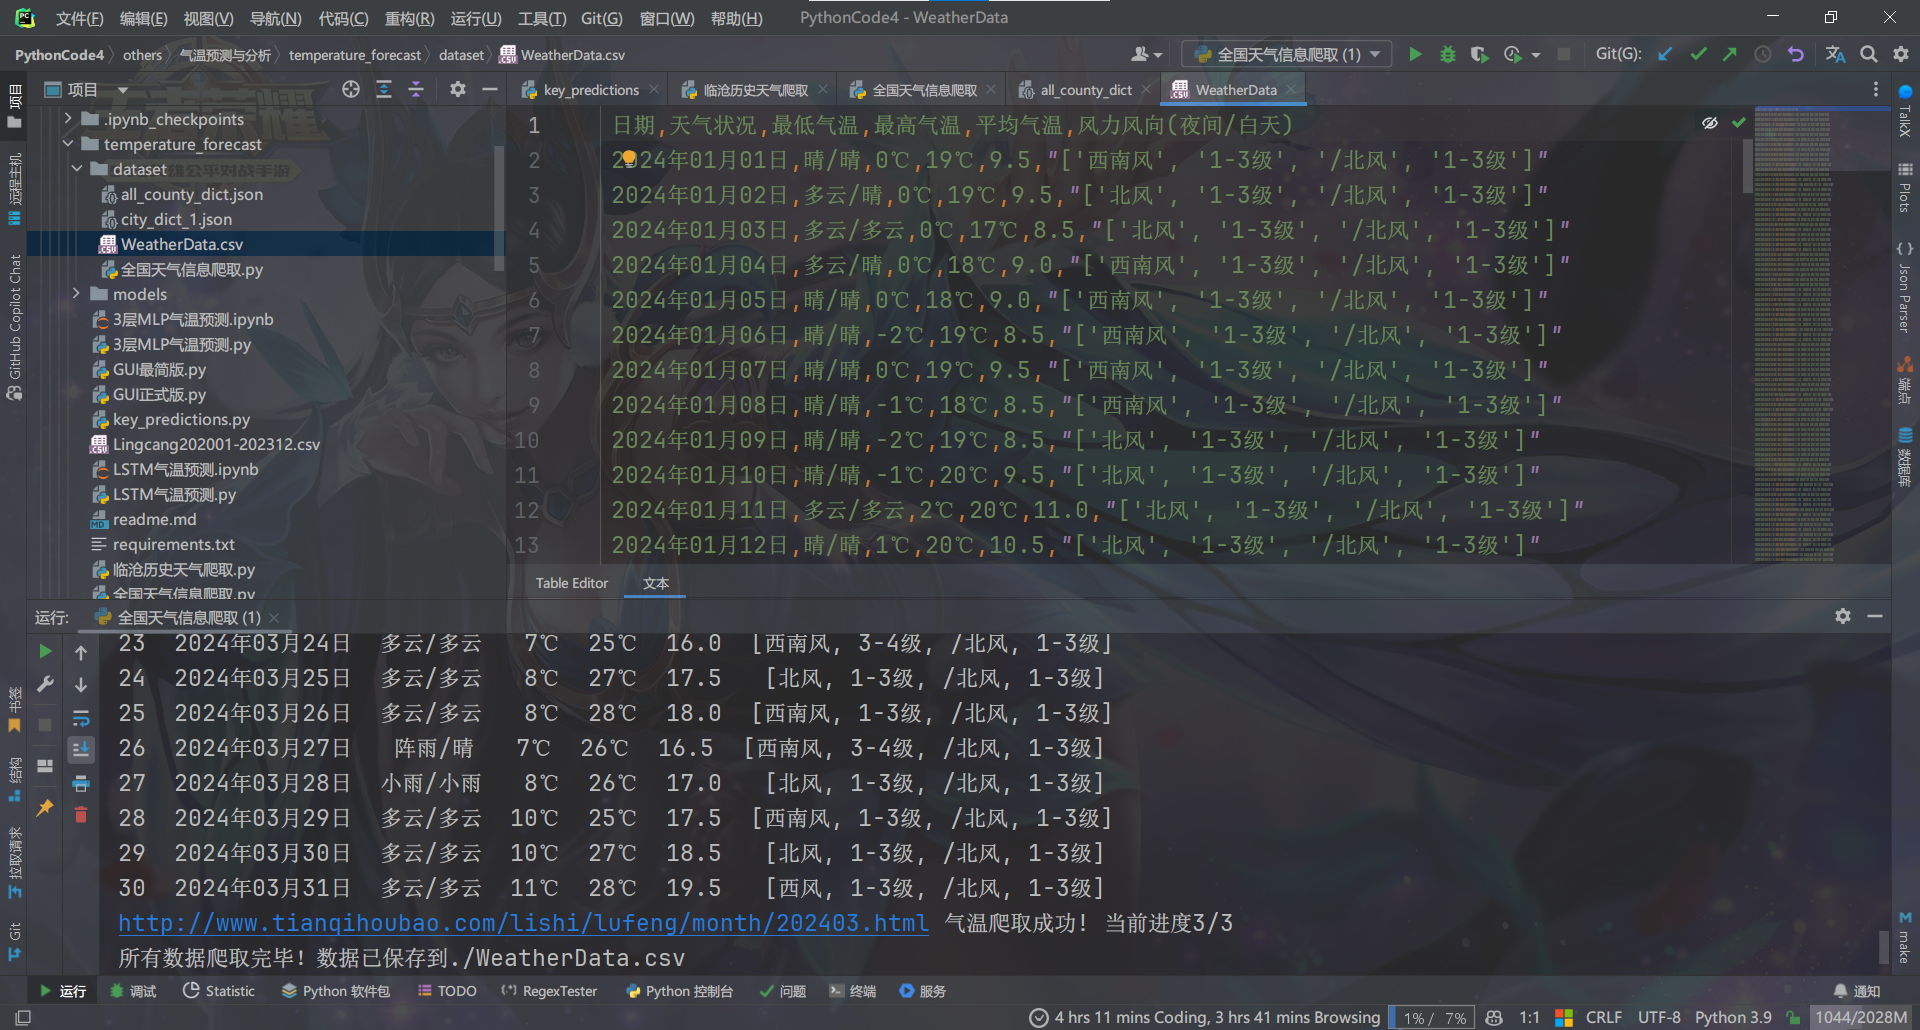 文件(F) 编辑(E) 视图(V) 导航(N) 代码(C) 重构(R) 运行(U) 工具(T) Git(G) 窗口(W) 帮助(H) PythonCode4 - WeatherData
PythonCode4 others 气温预测与分析 temperature_forecast dataset WeatherData.csv 全国天气信息爬取 (1) Git(G):
项目
key_predictions 临沧历史天气爬取 全国天气信息爬取 all_county_dict WeatherData
.ipynb_checkpoints
temperature_forecast
dataset
all_county_dict.json
city_dict_1.json
WeatherData.csv
全国天气信息爬取.py
models
3层MLP气温预测.ipynb
3层MLP气温预测.py
GUI最简版.py
GUI正式版.py
key_predictions.py
Lingcang202001-202312.csv
LSTM气温预测.ipynb
LSTM气温预测.py
readme.md
requirements.txt
临沧历史天气爬取.py
全国天气信息爬取.py
1 日期,天气状况,最低气温,最高气温,平均气温,风力风向(夜间/白天)
2 2024年01月01日,晴/晴,0℃,19℃,9.5,"['西南风', '1-3级', '/北风', '1-3级']"
3 2024年01月02日,多云/晴,0℃,19℃,9.5,"['北风', '1-3级', '/北风', '1-3级']"
4 2024年01月03日,多云/多云,0℃,17℃,8.5,"['北风', '1-3级', '/北风', '1-3级']"
5 2024年01月04日,多云/晴,0℃,18℃,9.0,"['西南风', '1-3级', '/北风', '1-3级']"
6 2024年01月05日,晴/晴,0℃,18℃,9.0,"['西南风', '1-3级', '/北风', '1-3级']"
7 2024年01月06日,晴/晴,-2℃,19℃,8.5,"['西南风', '1-3级', '/北风', '1-3级']"
8 2024年01月07日,晴/晴,0℃,19℃,9.5,"['西南风', '1-3级', '/北风', '1-3级']"
9 2024年01月08日,晴/晴,-1℃,18℃,8.5,"['西南风', '1-3级', '/北风', '1-3级']"
10 2024年01月09日,晴/晴,-2℃,19℃,8.5,"['北风', '1-3级', '/北风', '1-3级']"
11 2024年01月10日,晴/晴,-1℃,20℃,9.5,"['北风', '1-3级', '/北风', '1-3级']"
12 2024年01月11日,多云/多云,2℃,20℃,11.0,"['北风', '1-3级', '/北风', '1-3级']"
13 2024年01月12日,晴/晴,1℃,20℃,10.5,"['北风', '1-3级', '/北风', '1-3级']"
Table Editor 文本
运行: 全国天气信息爬取 (1)
23 2024年03月24日 多云/多云 7℃ 25℃ 16.0 [西南风, 3-4级, /北风, 1-3级]
24 2024年03月25日 多云/多云 8℃ 27℃ 17.5 [北风, 1-3级, /北风, 1-3级]
25 2024年03月26日 多云/多云 8℃ 28℃ 18.0 [西南风, 1-3级, /北风, 1-3级]
26 2024年03月27日 阵雨/晴 7℃ 26℃ 16.5 [西南风, 3-4级, /北风, 1-3级]
27 2024年03月28日 小雨/小雨 8℃ 26℃ 17.0 [北风, 1-3级, /北风, 1-3级]
28 2024年03月29日 多云/多云 10℃ 25℃ 17.5 [西南风, 1-3级, /北风, 1-3级]
29 2024年03月30日 多云/多云 10℃ 27℃ 18.5 [北风, 1-3级, /北风, 1-3级]
30 2024年03月31日 多云/多云 11℃ 28℃ 19.5 [西风, 1-3级, /北风, 1-3级]
http://www.tianqihoubao.com/lishi/lufeng/month/202403.html 气温爬取成功! 当前进度3/3
所有数据爬取完毕! 数据已保存到./WeatherData.csv
项目
远程主机
GitHub Copilot Chat
书签
结构
拉取请求
Git
TalkX
Plots
Json Parser
端点
数据库
make
运行 调试 Statistic Python 软件包 TODO RegexTester Python 控制台 问题 终端 服务 通知
4 hrs 11 mins Coding, 3 hrs 41 mins Browsing 1% / 7% 1:1 CRLF UTF-8 Python 3.9 1044/2028M